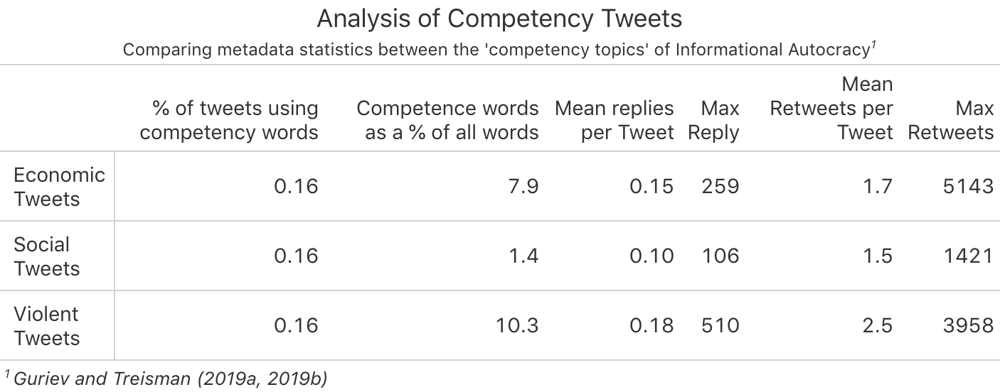 Analysis of Competency Tweets
Comparing metadata statistics between the 'competency topics' of Informational Autocracy¹
% of tweets using competency words
Competence words as a % of all words
Mean replies per Tweet
Max Reply
Mean Retweets per Tweet
Max Retweets
Economic Tweets 0.16 7.9 0.15 259 1.7 5143
Social Tweets 0.16 1.4 0.10 106 1.5 1421
Violent Tweets 0.16 10.3 0.18 510 2.5 3958
¹ Guriev and Treisman (2019a, 2019b)